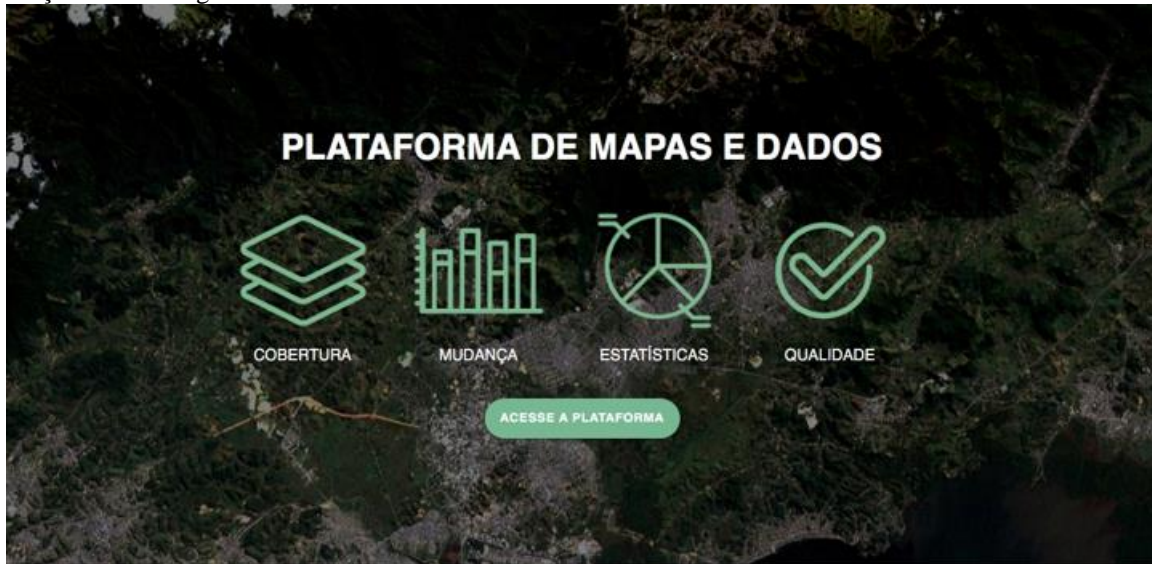 PLATAFORMA DE MAPAS E DADOS
COBERTURA
MUDANÇA
ESTATÍSTICAS
QUALIDADE
ACESSE A PLATAFORMA